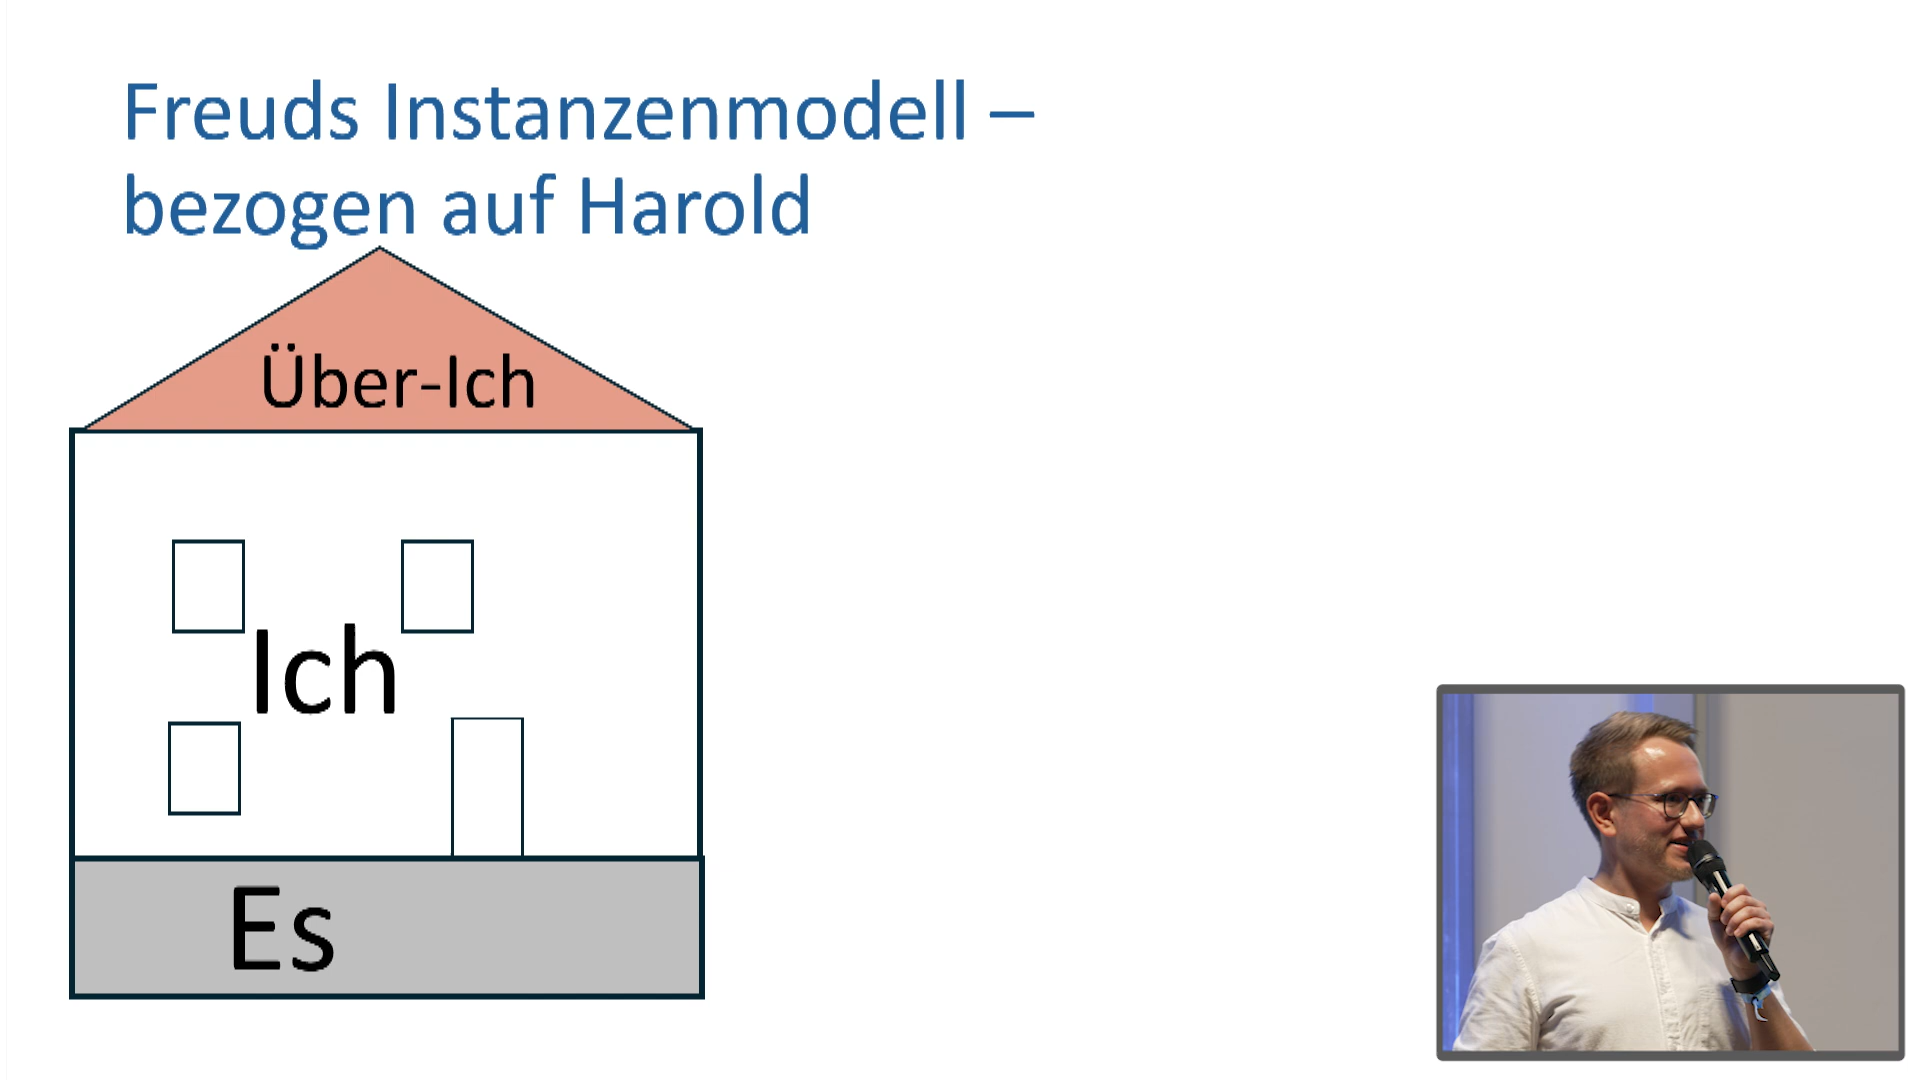 Freuds Instanzenmodell –
bezogen auf Harold
Über-Ich
Ich
Es